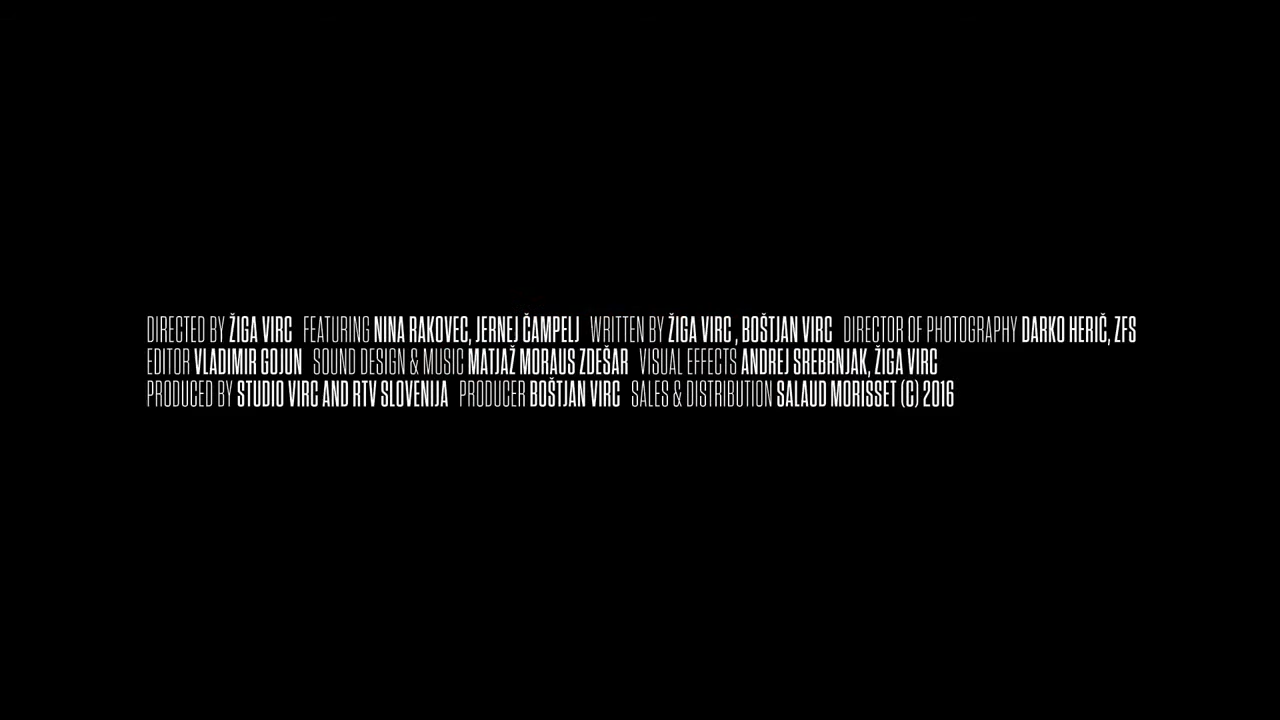 DIRECTED BY ŽIGA VIRC FEATURING NINA RAKOVEC, JERNEJ ČAMPELJ WRITTEN BY ŽIGA VIRC , BOŠTJAN VIRC DIRECTOR OF PHOTOGRAPHY DARKO HERIČ, ZFS
EDITOR VLADIMIR GOJUN SOUND DESIGN & MUSIC MATJAŽ MORAUS ZDEŠAR VISUAL EFFECTS ANDREJ SREBRNJAK, ŽIGA VIRC
PRODUCED BY STUDIO VIRC AND RTV SLOVENIJA PRODUCER BOŠTJAN VIRC SALES & DISTRIBUTION SALAUD MORISSET (C) 2016